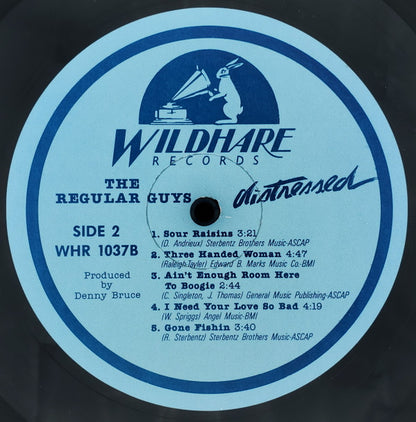 WILDHARE
RECORDS
THE
REGULAR GUYS
distressed
SIDE 2
WHR 1037B
Produced
by
Denny Bruce
1. Sour Raisins 3:21
(D. Andrieux) Sterbentz Brothers Music-ASCAP
2. Three Handed Woman 4:47
(Raleigh-Tayler) Edward B. Marks Music Co.-BMI
3. Ain't Enough Room Here
To Boogie 2:44
(C. Singleton, J. Thomas) General Music Publishing-ASCAP
4. I Need Your Love So Bad 4:19
(W. Spriggs) Angel Music-BMI
5. Gone Fishin 3:40
(R. Sterbentz) Sterbentz Brothers Music-ASCAP